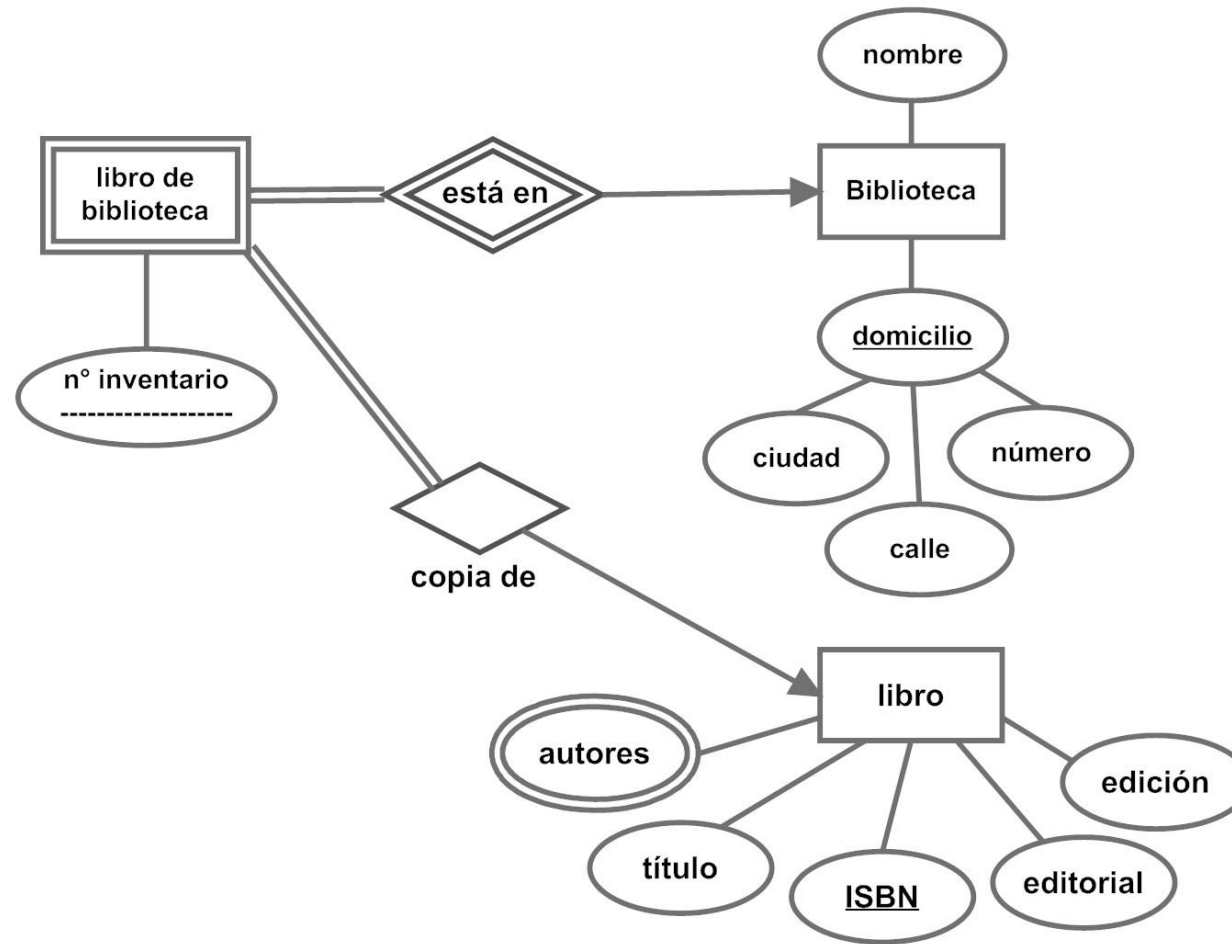 nombre
libro de
biblioteca
está en
Biblioteca
domicilio
n° inventario
-------------------
ciudad
número
calle
copia de
libro
autores
edición
título
ISBN
editorial